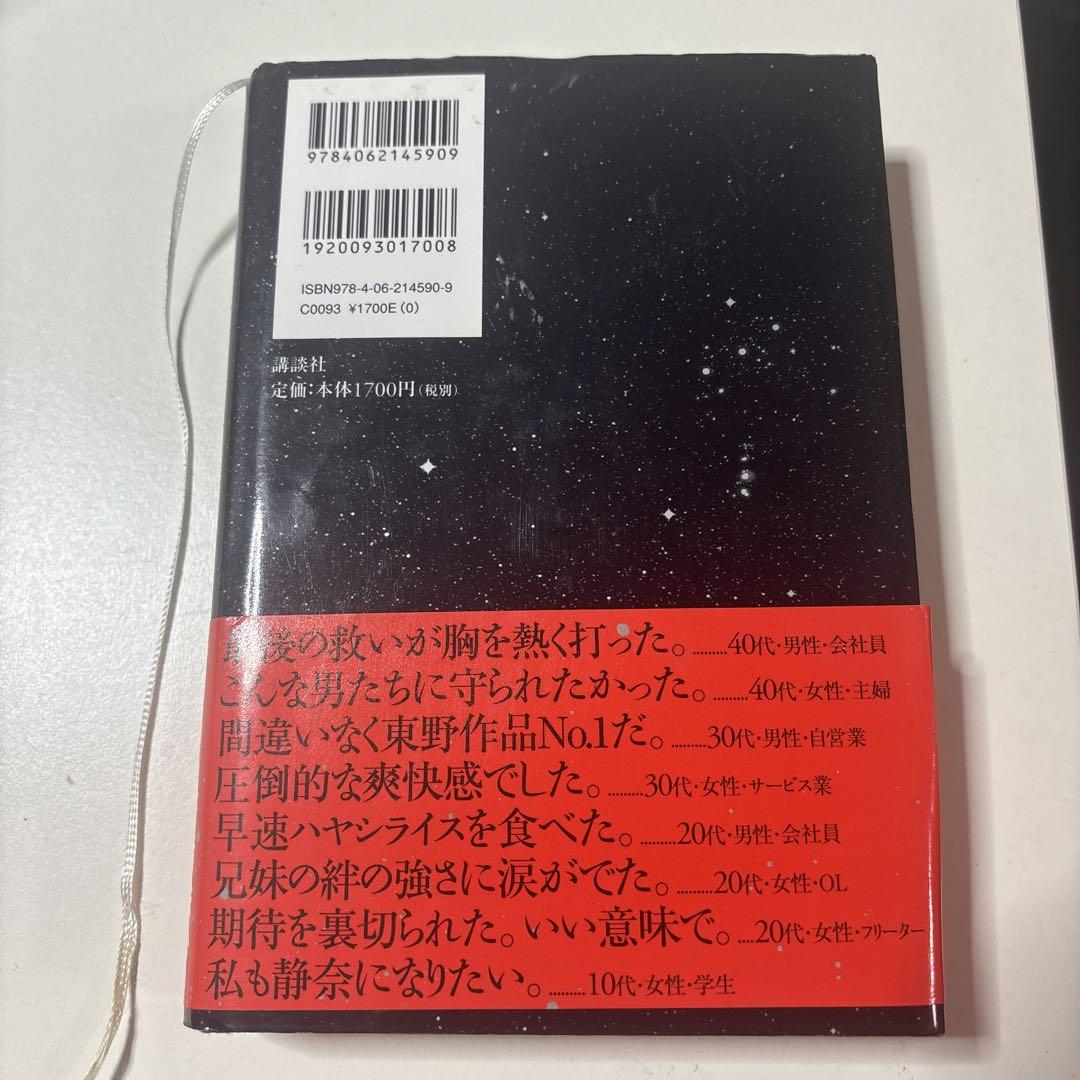 9784062145909
1920093017008
ISBN978-4-06-214590-9
C0093 ¥1700E (0)
講談社
定価:本体1700円(税別)
最後の救いが胸を熱く打った。………40代・男性・会社員
こんな男たちに守られたかった。………40代・女性・主婦
間違いなく東野作品No.1だ。………30代・男性・自営業
圧倒的な爽快感でした。………30代・女性・サービス業
早速ハヤシライスを食べた。………20代・男性・会社員
兄妹の絆の強さに涙がでた。………20代・女性・OL
期待を裏切られた。いい意味で。….20代・女性・フリーター
私も静奈になりたい。………10代・女性・学生